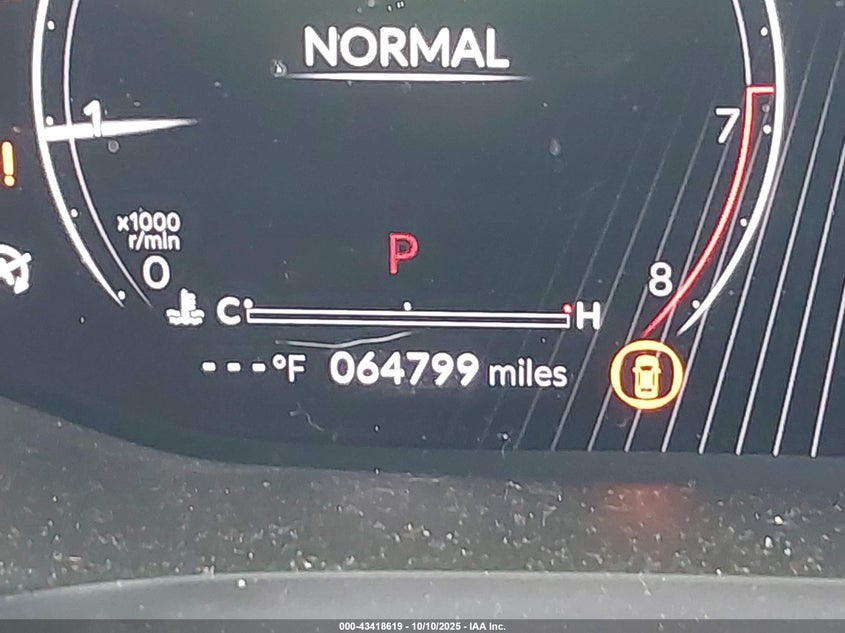 NORMAL
1
7
x1000
r/min
P
0
8
C H
---°F 064799 miles
000-43418619 - 10/10/2025 - IAA Inc.